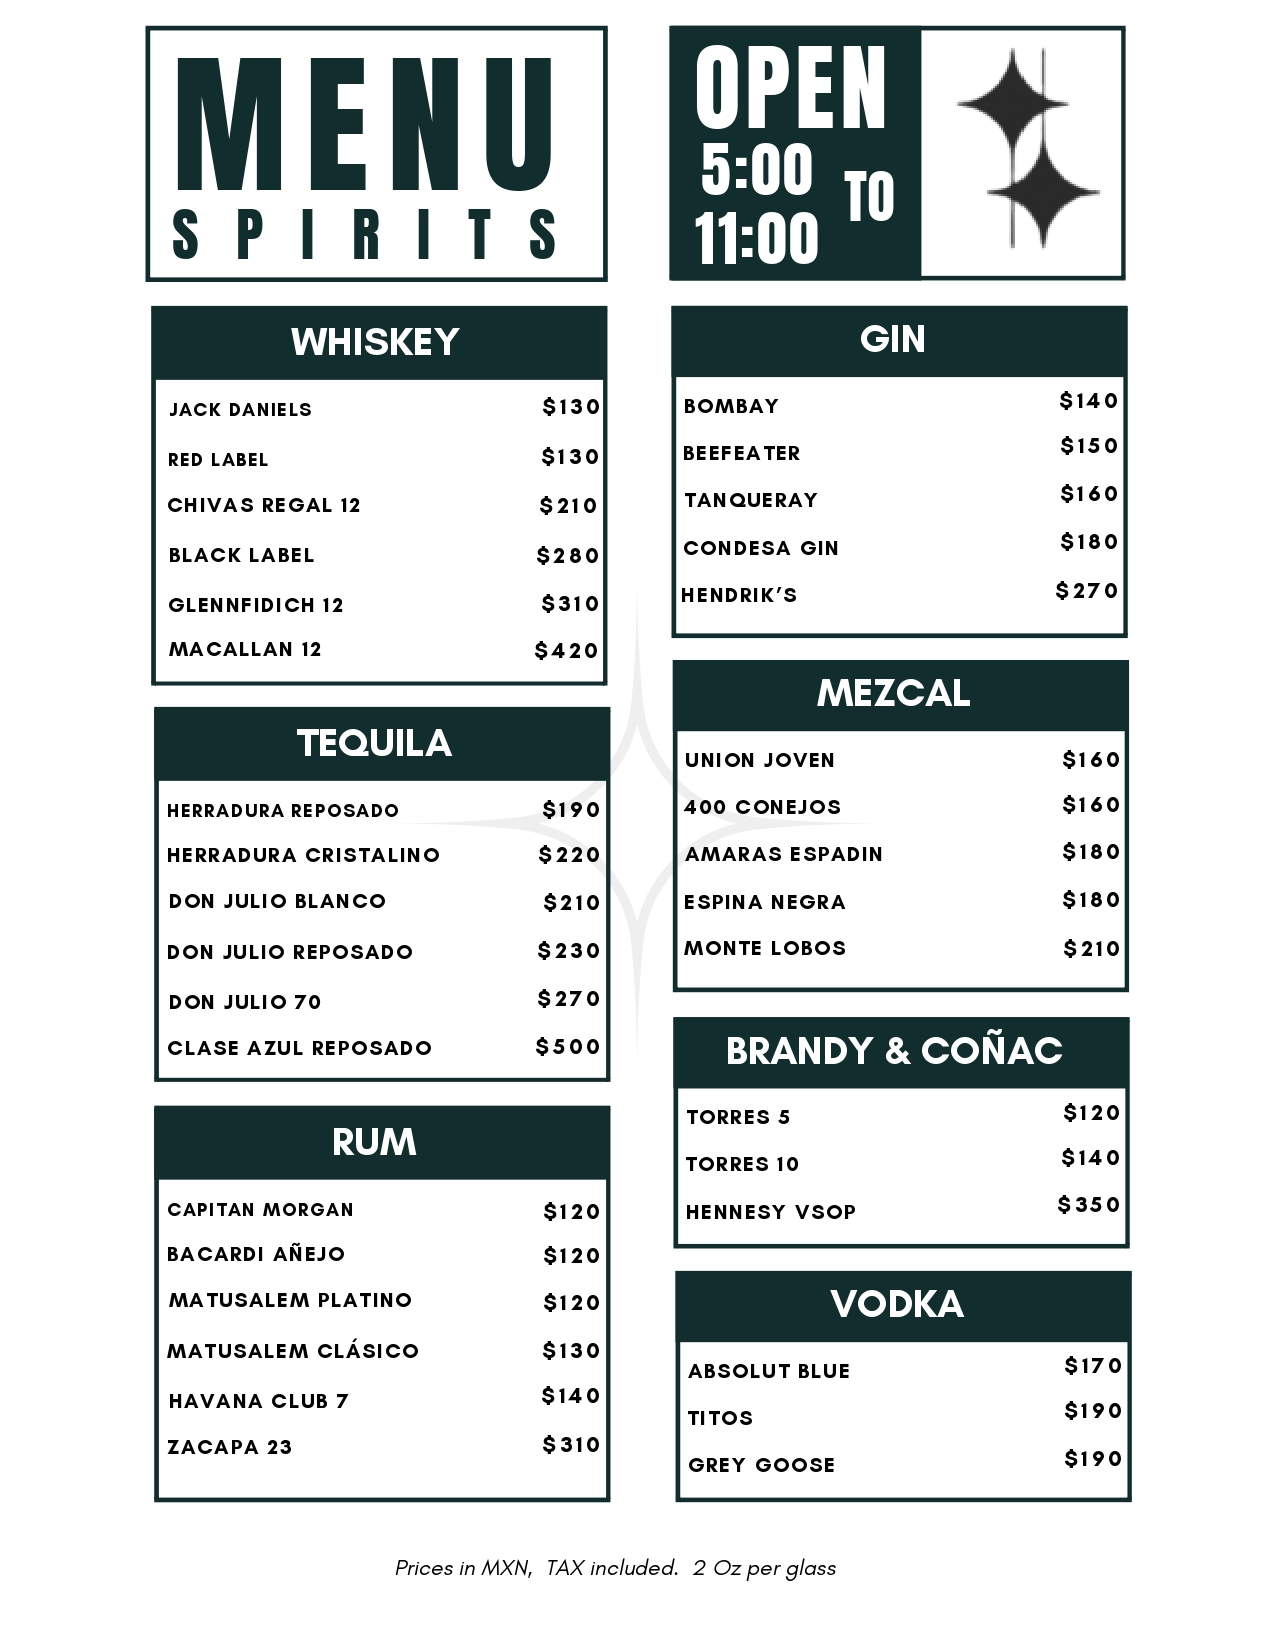 MENU
SPIRITS
OPEN
5:00
TO
11:00
WHISKEY
JACK DANIELS $130
RED LABEL $130
CHIVAS REGAL 12 $210
BLACK LABEL $280
GLENNFIDICH 12 $310
MACALLAN 12 $420
TEQUILA
HERRADURA REPOSADO $190
HERRADURA CRISTALINO $220
DON JULIO BLANCO $210
DON JULIO REPOSADO $230
DON JULIO 70 $270
CLASE AZUL REPOSADO $500
RUM
CAPITAN MORGAN $120
BACARDI AÑEJO $120
MATUSALEM PLATINO $120
MATUSALEM CLÁSICO $130
HAVANA CLUB 7 $140
ZACAPA 23 $310
GIN
BOMBAY $140
BEEFEATER $150
TANQUERAY $160
CONDESA GIN $180
HENDRIK'S $270
MEZCAL
UNION JOVEN $160
400 CONEJOS $160
AMARAS ESPADIN $180
ESPINA NEGRA $180
MONTE LOBOS $210
BRANDY & COÑAC
TORRES 5 $120
TORRES 10 $140
HENNESY VSOP $350
VODKA
ABSOLUT BLUE $170
TITOS $190
GREY GOOSE $190
Prices in MXN, TAX included. 2 Oz per glass